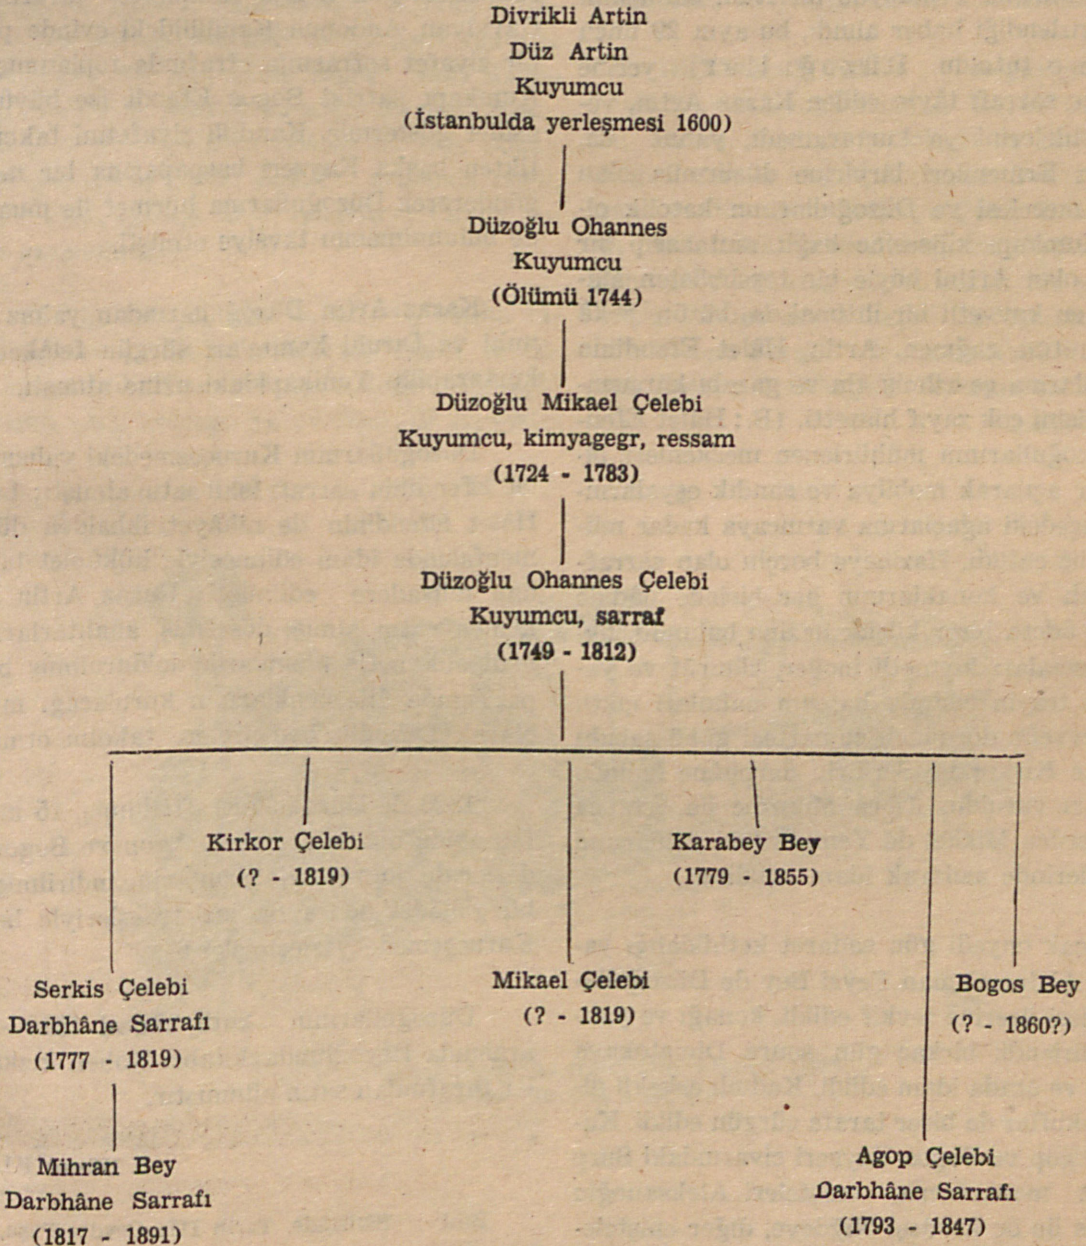 Divrikli Artin
Düz Artin
Kuyumcu
(İstanbulda yerleşmesi 1600)
Düzoğlu Ohannes
Kuyumcu
(Ölümü 1744)
Düzoğlu Mikael Çelebi
Kuyumcu, kimyagegr, ressam
(1724 - 1783)
Düzoğlu Ohannes Çelebi
Kuyumcu, sarraf
(1749 - 1812)
Kirkor Çelebi
(? - 1819)
Karabey Bey
(1779 - 1855)
Serkis Çelebi
Darbhâne Sarrafı
(1777 - 1819)
Mikael Çelebi
(? - 1819)
Bogos Bey
(? - 1860?)
Mihran Bey
Darbhâne Sarrafı
(1817 - 1891)
Agop Çelebi
Darbhâne Sarrafı
(1793 - 1847)